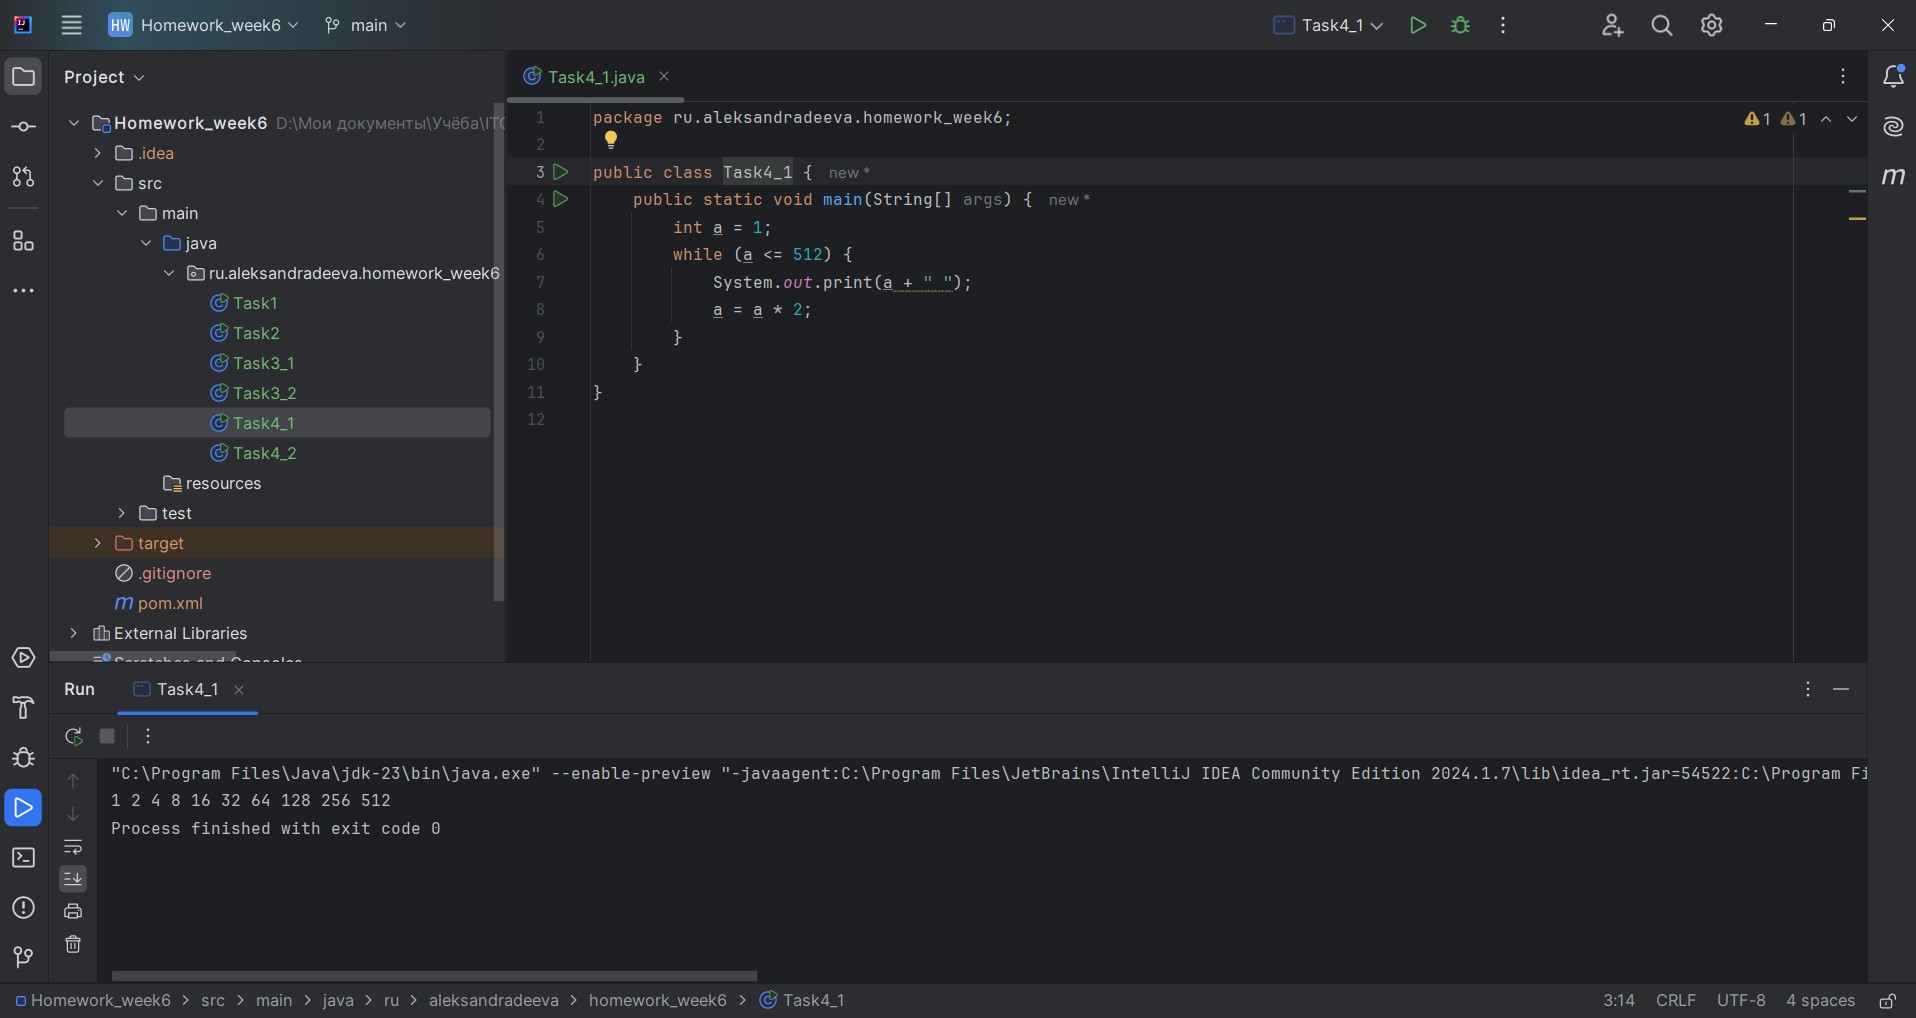 HW Homework_week6 main Task4_1
Project
Homework_week6 D:\Мои документы\Учёба\ITC
.idea
src
main
java
ru.aleksandradeeva.homework_week6
Task1
Task2
Task3_1
Task3_2
Task4_1
Task4_2
resources
test
target
.gitignore
m pom.xml
External Libraries
Scratches and Consoles
Task4_1.java
1 1
1 package ru.aleksandradeeva.homework_week6;
2
3 public class Task4_1 { new *
4 public static void main(String[] args) { new *
5 int a = 1;
6 while (a <= 512) {
7 System.out.print(a + " ");
8 a = a * 2;
9 }
10 }
11 }
12
m
Run Task4_1
"C:\Program Files\Java\jdk-23\bin\java.exe" --enable-preview "-javaagent:C:\Program Files\JetBrains\IntelliJ IDEA Community Edition 2024.1.7\lib\idea_rt.jar=54522:C:\Program Fi
1 2 4 8 16 32 64 128 256 512
Process finished with exit code 0
Homework_week6 > src > main > java > ru > aleksandradeeva > homework_week6 > Task4_1 3:14 CRLF UTF-8 4 spaces